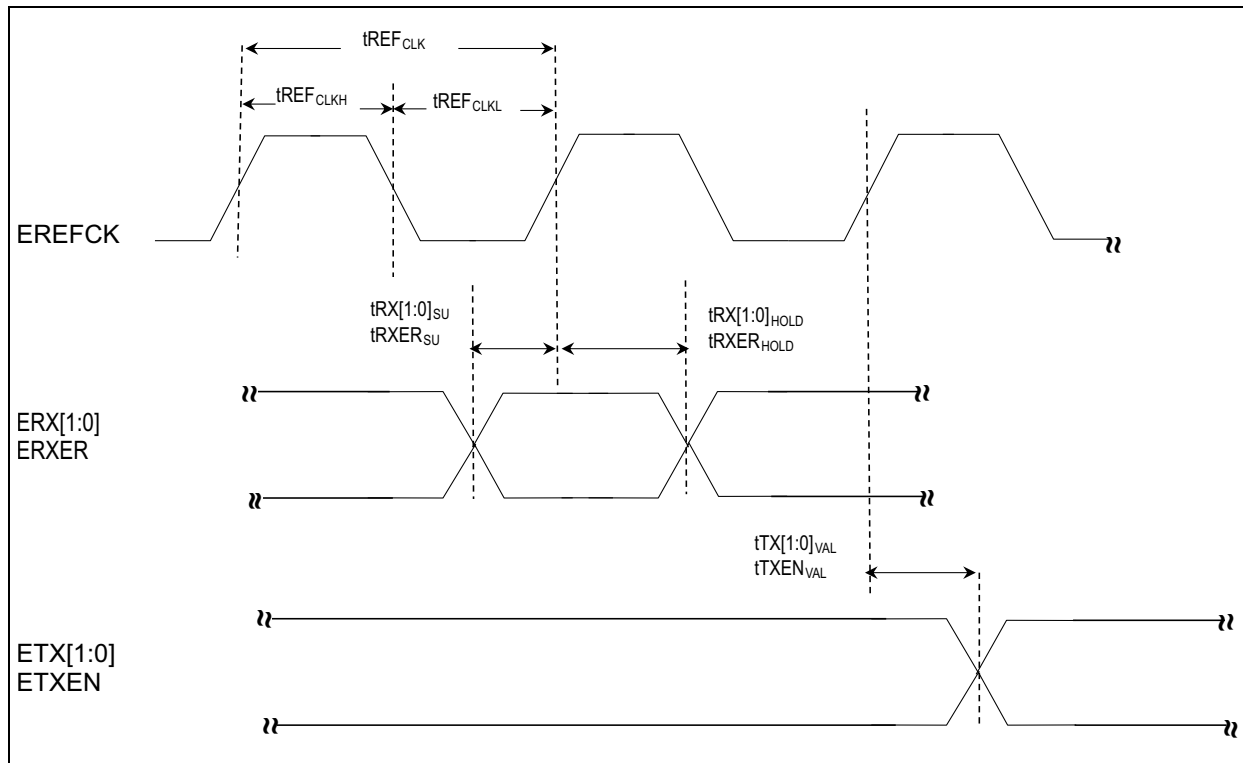 tREFCLK
tREFCLKH
tREFCLKL
EREFCK
tRX[1:0]SU
tRXERSU
tRX[1:0]HOLD
tRXERHOLD
ERX[1:0]
ERXER
tTX[1:0]VAL
tTXENVAL
ETX[1:0]
ETXEN